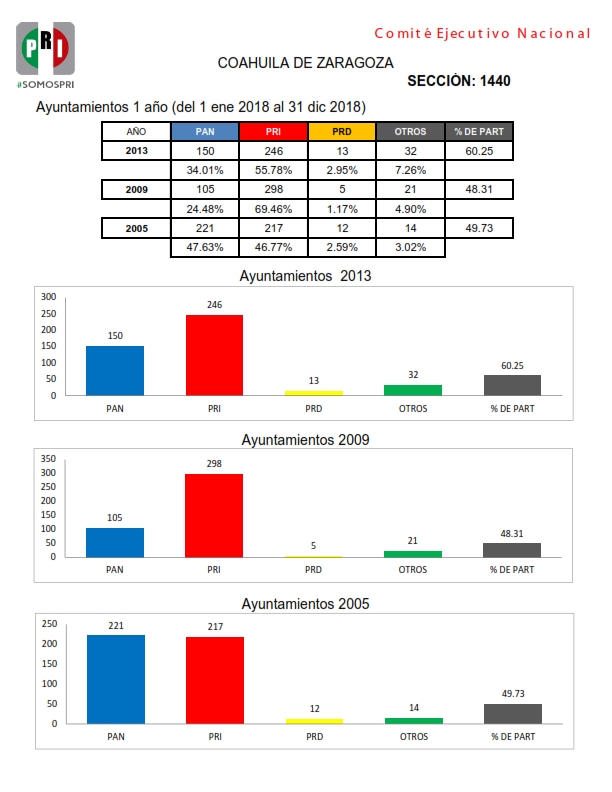 Comité Ejecutivo Nacional
PRI
#SOMOSPRI
COAHUILA DE ZARAGOZA
SECCIÓN: 1440
Ayuntamientos 1 año (del 1 ene 2018 al 31 dic 2018)
AÑO PAN PRI PRD OTROS % DE PART
2013 150 246 13 32 60.25
34.01% 55.78% 2.95% 7.26%
2009 105 298 5 21 48.31
24.48% 69.46% 1.17% 4.90%
2005 221 217 12 14 49.73
47.63% 46.77% 2.59% 3.02%
Ayuntamientos 2013
300
250
200
150
100
50
0
150 246 13 32 60.25
PAN PRI PRD OTROS % DE PART
Ayuntamientos 2009
350
300
250
200
150
100
50
0
105 298 5 21 48.31
PAN PRI PRD OTROS % DE PART
Ayuntamientos 2005
250
200
150
100
50
0
221 217 12 14 49.73
PAN PRI PRD OTROS % DE PART